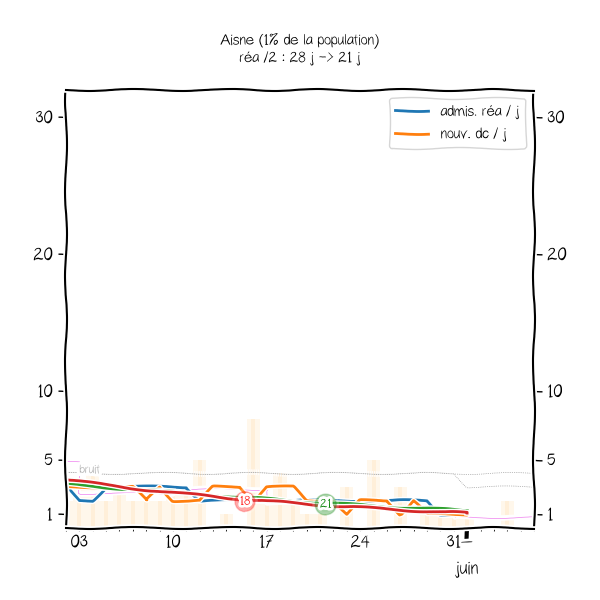 Aisne (1% de la population)
réa /2 : 28 j -> 21 j
admis. réa / j
nouv. dc / j
30 30
20 20
10 10
5 5
bruit
18 21
1 1
03 10 17 24 31
juin